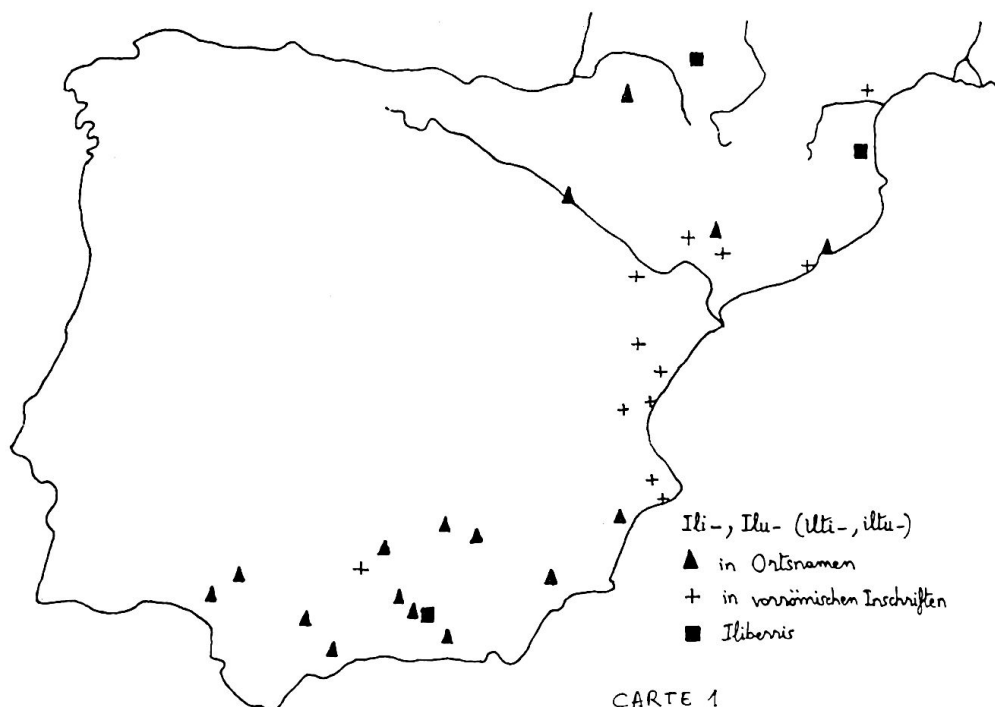 Ili-, Ilu- (ilti-, iltu-)
in Ortsnamen
in vorrömischen Inschriften
Iliberris
CARTE 1